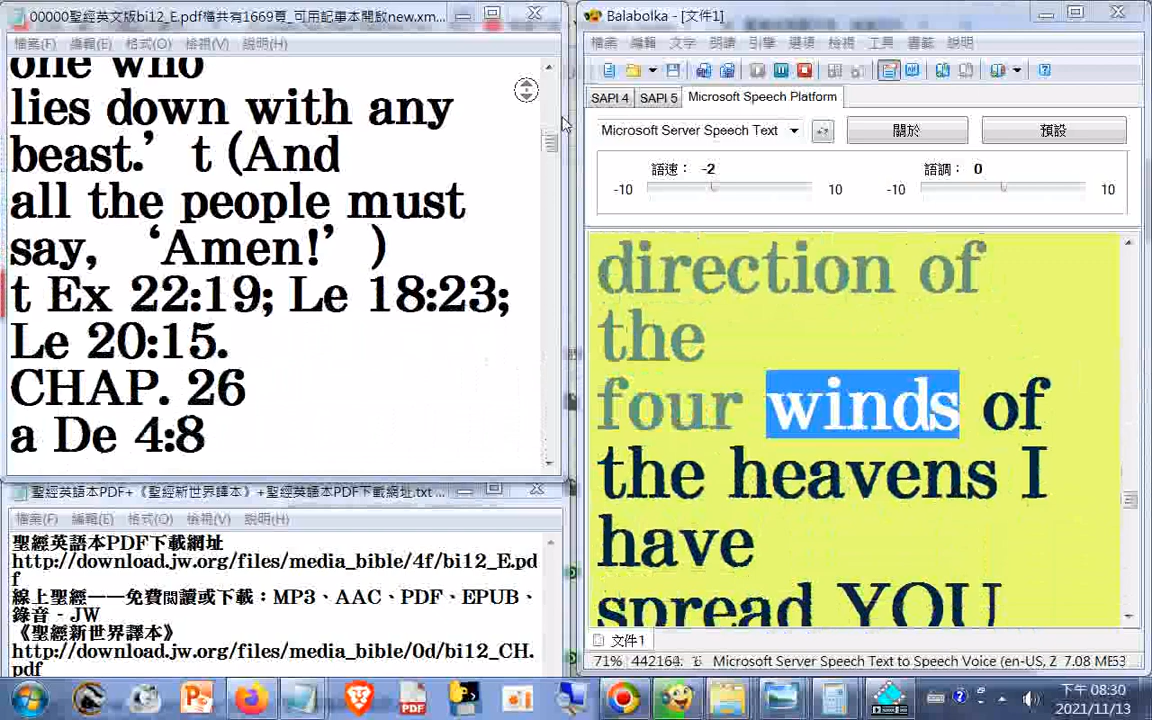 00000聖經英文版bi12_E.pdf檔共有1669頁_可用記事本開啟new.xm...
檔案(F) 編輯(E) 格式(O) 檢視(V) 說明(H)
one who
lies down with any
beast.’ t (And
all the people must
say, ‘Amen!’ )
t Ex 22:19; Le 18:23;
Le 20:15.
CHAP. 26
a De 4:8
聖經英語本PDF+《聖經新世界譯本》+聖經英語本PDF下載網址.txt ...
檔案(F) 編輯(E) 格式(O) 檢視(V) 說明(H)
聖經英語本PDF下載網址
http://download.jw.org/files/media_bible/4f/bi12_E.pd
f
線上聖經——免費閱讀或下載：MP3、AAC、PDF、EPUB、
錄音 - JW
《聖經新世界譯本》
http://download.jw.org/files/media_bible/0d/bi12_CH.
pdf
Balabolka - [文件1]
檔案 編輯 文字 朗讀 引擎 選項 檢視 工具 書籤 說明
SAPI 4 SAPI 5 Microsoft Speech Platform
Microsoft Server Speech Text 關於 預設
語速： -2 語調： 0
-10 10 -10 10
direction of
the
four winds of
the heavens I
have
spread YOU
文件1
71% 442164. Microsoft Server Speech Text to Speech Voice (en-US, Z 7.08 ME53
下午 08:30
2021/11/13